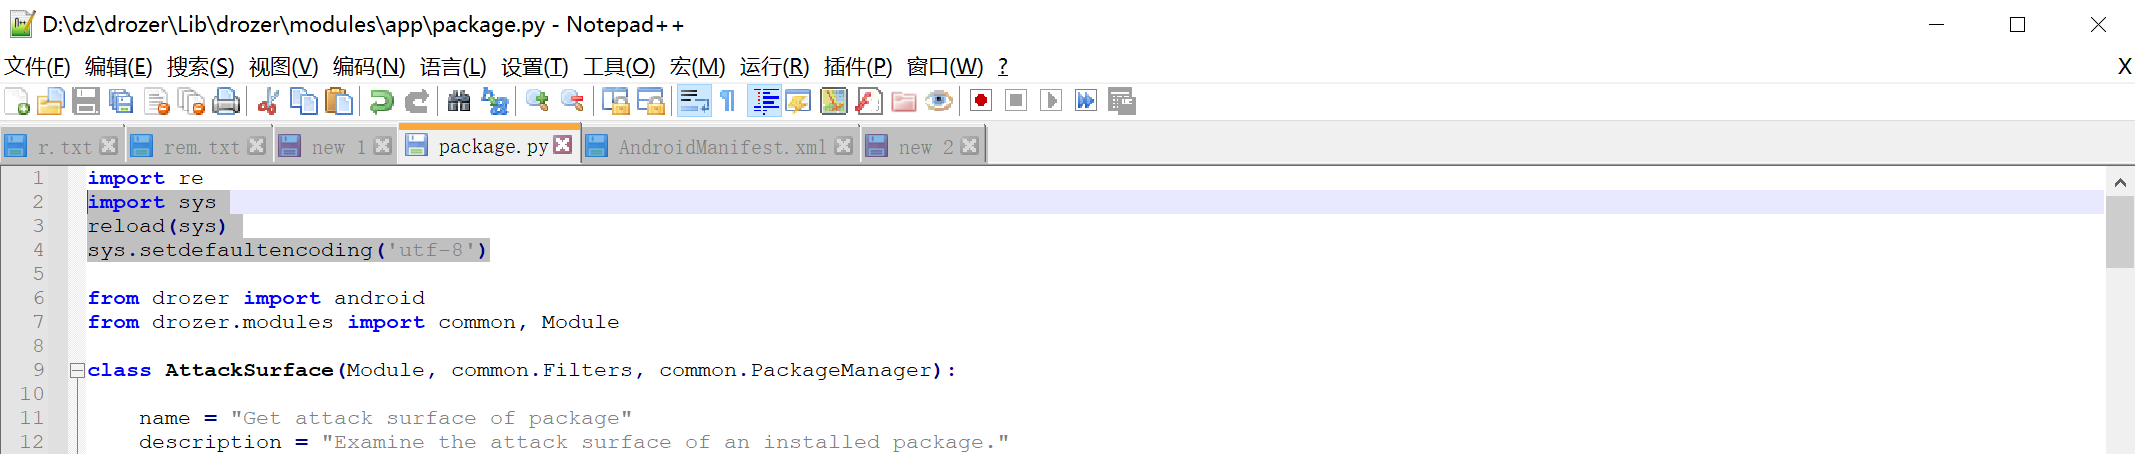 D:\dz\drozer\Lib\drozer\modules\app\package.py - Notepad++
文件(F) 编辑(E) 搜索(S) 视图(V) 编码(N) 语言(L) 设置(T) 工具(O) 宏(M) 运行(R) 插件(P) 窗口(W) ? X
r.txt rem.txt new 1 package.py AndroidManifest.xml new 2
1 import re
2 import sys
3 reload(sys)
4 sys.setdefaultencoding('utf-8')
5
6 from drozer import android
7 from drozer.modules import common, Module
8
9 class AttackSurface(Module, common.Filters, common.PackageManager):
10
11 name = "Get attack surface of package"
12 description = "Examine the attack surface of an installed package."